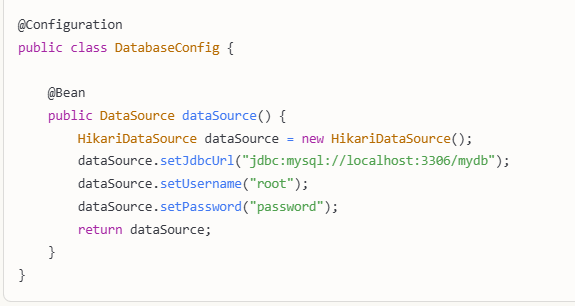 @Configuration
public class DatabaseConfig {
@Bean
public DataSource dataSource() {
HikariDataSource dataSource = new HikariDataSource();
dataSource.setJdbcUrl("jdbc:mysql://localhost:3306/mydb");
dataSource.setUsername("root");
dataSource.setPassword("password");
return dataSource;
}
}